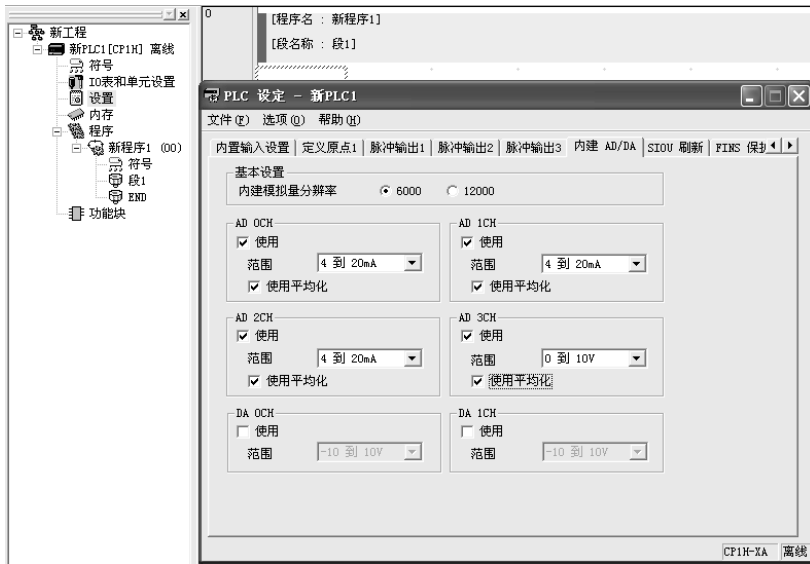 新工程
新PLC1[CP1H] 离线
符号
IO表和单元设置
设置
内存
程序
新程序1 (00)
符号
段1
END
功能块
0
[程序名 : 新程序1]
[段名称 : 段1]
PLC 设定 - 新PLC1
文件(F) 选项(O) 帮助(H)
内置输入设置 定义原点1 脉冲输出1 脉冲输出2 脉冲输出3 内建 AD/DA SIOU 刷新 FINS 保护
基本设置
内建模拟量分辨率 6000 12000
AD 0CH
使用
范围 4 到 20mA
使用平均化
AD 1CH
使用
范围 4 到 20mA
使用平均化
AD 2CH
使用
范围 4 到 20mA
使用平均化
AD 3CH
使用
范围 0 到 10V
使用平均化
DA 0CH
使用
范围 -10 到 10V
DA 1CH
使用
范围 -10 到 10V
CP1H-XA 离线